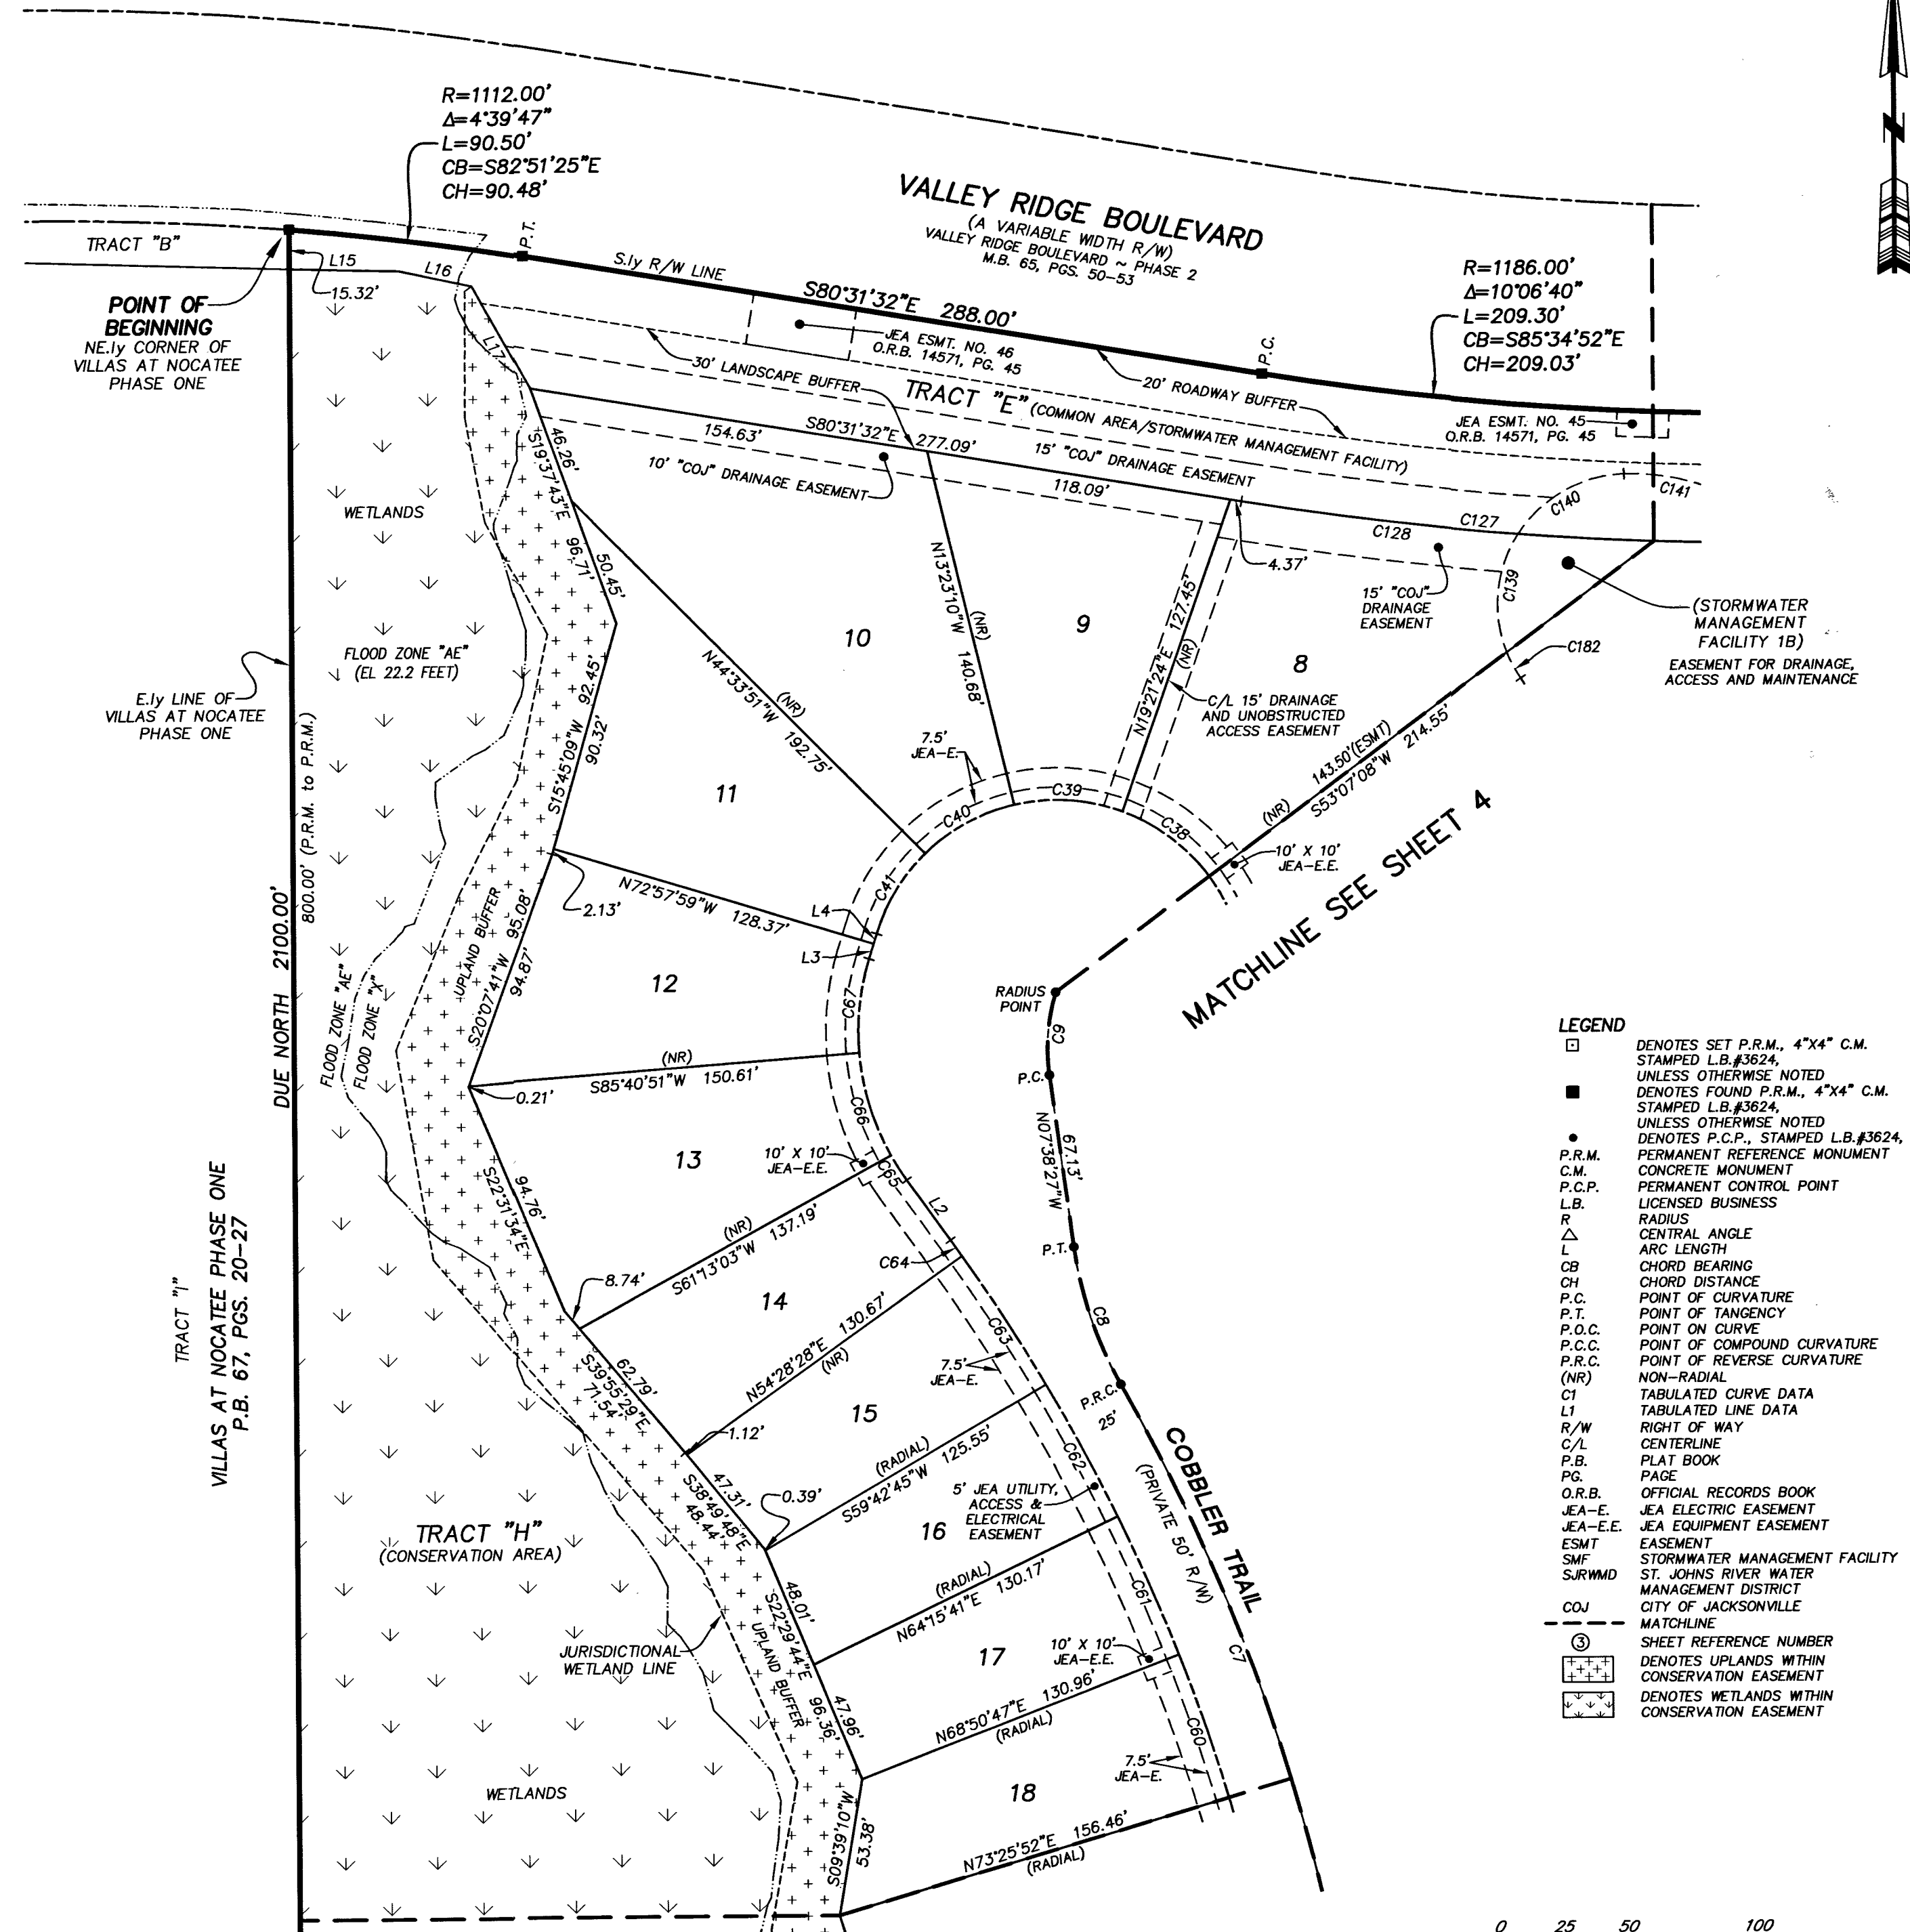 R=1112.00'
Δ=4°39'47"
L=90.50'
CB=S82°51'25"E
CH=90.48'
VALLEY RIDGE BOULEVARD
(A VARIABLE WIDTH R/W)
VALLEY RIDGE BOULEVARD ~ PHASE 2
M.B. 65, PGS. 50-53
N
R=1186.00'
Δ=10°06'40"
L=209.30'
CB=S85°34'52"E
CH=209.03'
TRACT "B"
L15
L16
P.T.
S.ly R/W LINE
S80°31'32"E 288.00'
P.C.
15.32'
POINT OF
BEGINNING
NE.ly CORNER OF
VILLAS AT NOCATEE
PHASE ONE
L17
JEA ESMT. NO. 46
O.R.B. 14571, PG. 45
30' LANDSCAPE BUFFER
20' ROADWAY BUFFER
TRACT "E" (COMMON AREA/STORMWATER MANAGEMENT FACILITY)
JEA ESMT. NO. 45
O.R.B. 14571, PG. 45
154.63'
S80°31'32"E 277.09'
15' "COJ" DRAINAGE EASEMENT
10' "COJ" DRAINAGE EASEMENT
118.09'
C140
C141
C127
C128
C139
4.37'
15' "COJ"
DRAINAGE
EASEMENT
(STORMWATER
MANAGEMENT
FACILITY 1B)
EASEMENT FOR DRAINAGE,
ACCESS AND MAINTENANCE
C182
46.26'
S19°37'43"E
96.71'
50.45'
WETLANDS
FLOOD ZONE "AE"
(EL 22.2 FEET)
E.ly LINE OF
VILLAS AT NOCATEE
PHASE ONE
800.00' (P.R.M. to P.R.M.)
DUE NORTH 2100.00'
10
9
8
N13°23'10"W
(NR)
140.68'
N19°21'24"E 127.45'
(NR)
C/L 15' DRAINAGE
AND UNOBSTRUCTED
ACCESS EASEMENT
N44°33'51"W
(NR)
192.75'
S15°45'09"W 92.45'
90.32'
7.5'
JEA-E.
11
C39
C40
C38
C41
143.50'(ESMT)
(NR)
S53°07'08"W 214.55'
10' X 10'
JEA-E.E.
MATCHLINE SEE SHEET 4
2.13'
N72°57'59"W 128.37'
L4
L3
12
C67
UPLAND BUFFER
S20°07'41"W 95.08'
94.87'
FLOOD ZONE "AE"
FLOOD ZONE "X"
RADIUS
POINT
C9
P.C.
(NR)
S85°40'51"W 150.61'
0.21'
C66
N07°38'27"W
67.13'
13
10' X 10'
JEA-E.E.
C65
L2
94.76'
S22°31'34"E
(NR)
S61°13'03"W 137.19'
8.74'
C64
P.T.
C8
14
TRACT "I"
VILLAS AT NOCATEE PHASE ONE
P.B. 67, PGS. 20-27
62.79'
S39°55'29"E
71.54'
N54°28'28"E 130.67'
(NR)
C63
7.5'
JEA-E.
15
1.12'
P.R.C.
25'
47.31'
S38°49'48"E
48.44'
0.39'
(RADIAL)
S59°42'45"W 125.55'
C62
5' JEA UTILITY,
ACCESS &
ELECTRICAL
EASEMENT
16
COBBLER TRAIL
(PRIVATE 50' R/W)
TRACT "H"
(CONSERVATION AREA)
48.01'
S22°29'44"E
96.36'
47.96'
UPLAND BUFFER
(RADIAL)
N64°15'41"E 130.17'
C61
JURISDICTIONAL
WETLAND LINE
17
10' X 10'
JEA-E.E.
C7
N68°50'47"E 130.96'
(RADIAL)
C60
7.5'
JEA-E.
18
WETLANDS
S09°39'10"W
53.38'
N73°25'52"E 156.46'
(RADIAL)
LEGEND
DENOTES SET P.R.M., 4"X4" C.M.
STAMPED L.B.#3624,
UNLESS OTHERWISE NOTED
DENOTES FOUND P.R.M., 4"X4" C.M.
STAMPED L.B.#3624,
UNLESS OTHERWISE NOTED
DENOTES P.C.P., STAMPED L.B.#3624,
P.R.M. PERMANENT REFERENCE MONUMENT
C.M. CONCRETE MONUMENT
P.C.P. PERMANENT CONTROL POINT
L.B. LICENSED BUSINESS
R RADIUS
△ CENTRAL ANGLE
L ARC LENGTH
CB CHORD BEARING
CH CHORD DISTANCE
P.C. POINT OF CURVATURE
P.T. POINT OF TANGENCY
P.O.C. POINT ON CURVE
P.C.C. POINT OF COMPOUND CURVATURE
P.R.C. POINT OF REVERSE CURVATURE
(NR) NON-RADIAL
C1 TABULATED CURVE DATA
L1 TABULATED LINE DATA
R/W RIGHT OF WAY
C/L CENTERLINE
P.B. PLAT BOOK
PG. PAGE
O.R.B. OFFICIAL RECORDS BOOK
JEA-E. JEA ELECTRIC EASEMENT
JEA-E.E. JEA EQUIPMENT EASEMENT
ESMT EASEMENT
SMF STORMWATER MANAGEMENT FACILITY
SJRWMD ST. JOHNS RIVER WATER
MANAGEMENT DISTRICT
COJ CITY OF JACKSONVILLE
MATCHLINE
3 SHEET REFERENCE NUMBER
DENOTES UPLANDS WITHIN
CONSERVATION EASEMENT
DENOTES WETLANDS WITHIN
CONSERVATION EASEMENT
0 25 50 100